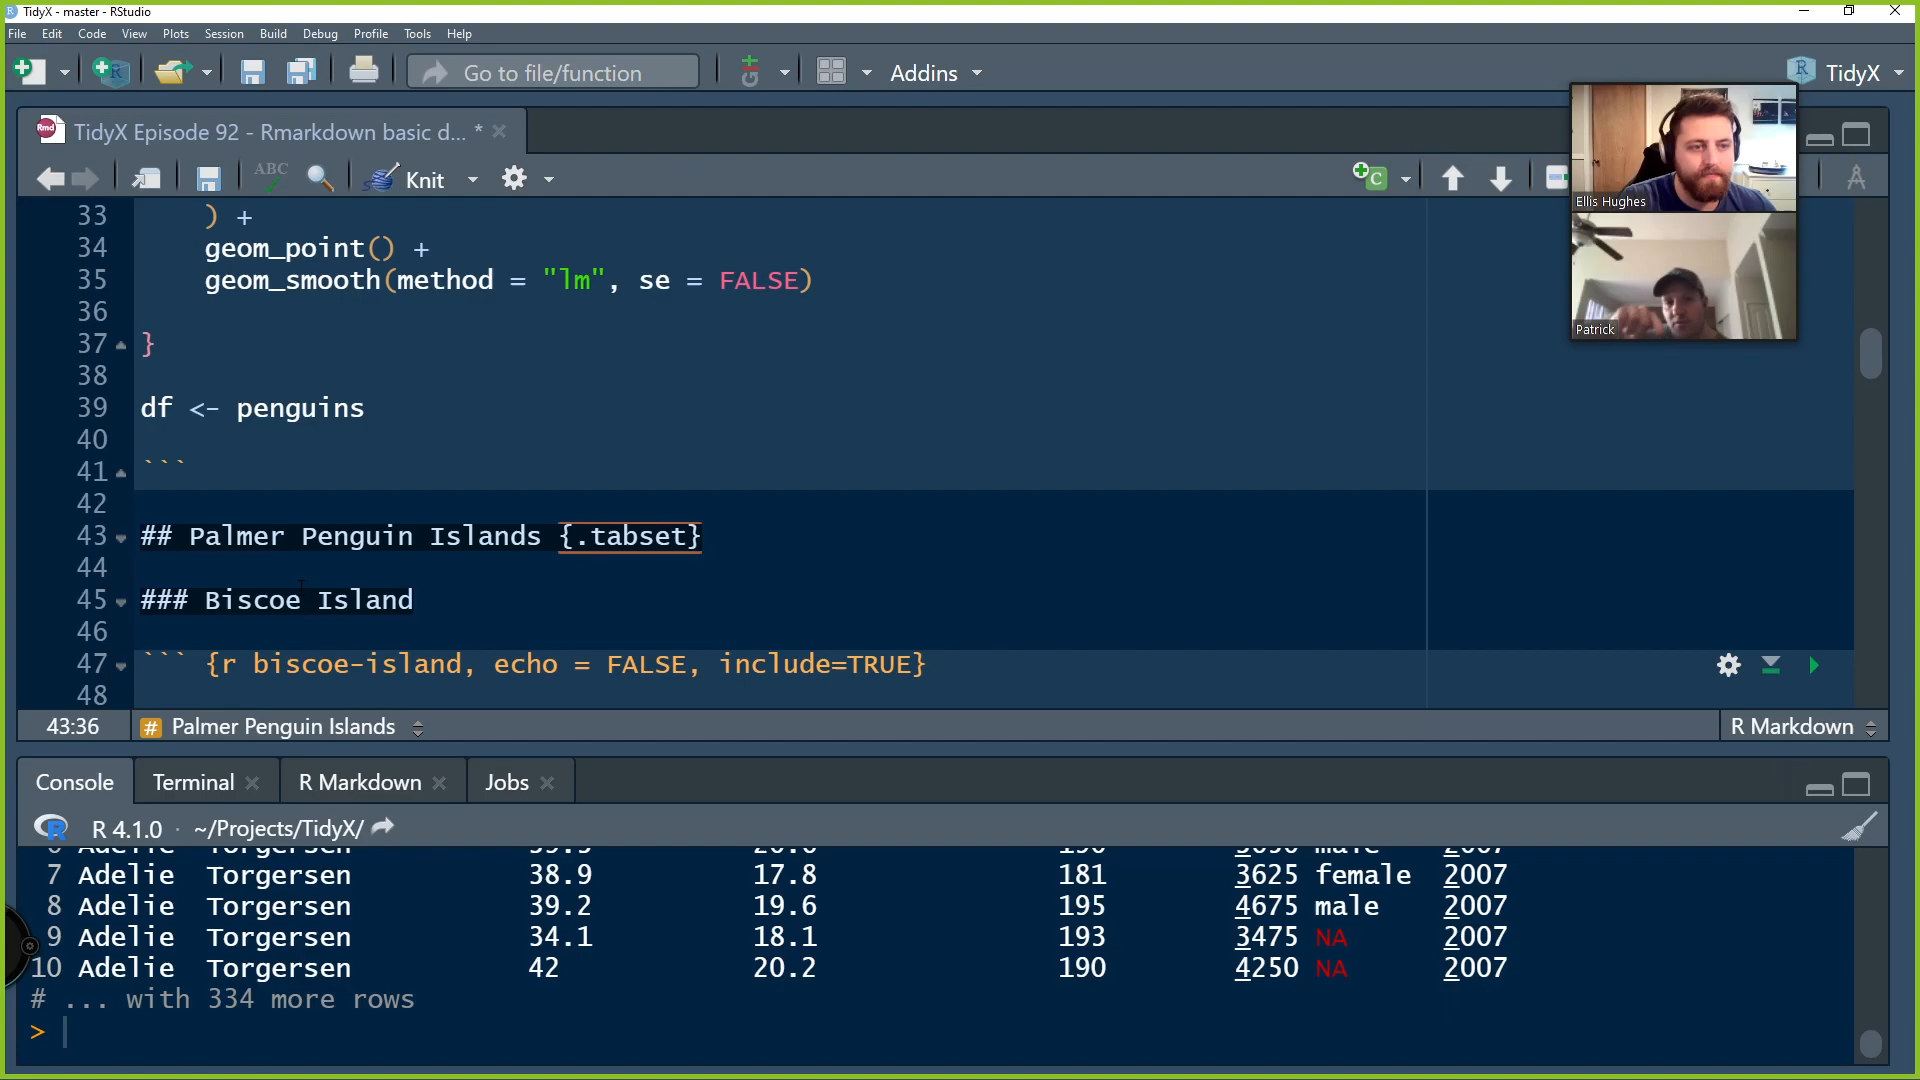 TidyX - master - RStudio
File Edit Code View Plots Session Build Debug Profile Tools Help
Go to file/function
Addins
TidyX
TidyX Episode 92 - Rmarkdown basic d... *
ABC
Knit
Ellis Hughes
Patrick
33 ) +
34 geom_point() +
35 geom_smooth(method = "lm", se = FALSE)
36
37 }
38
39 df <- penguins
40
41 ```
42
43 ## Palmer Penguin Islands {.tabset}
44
45 ### Biscoe Island
46
47 ``` {r biscoe-island, echo = FALSE, include=TRUE}
48
43:36 # Palmer Penguin Islands R Markdown
Console Terminal R Markdown Jobs
R 4.1.0 · ~/Projects/TidyX/
7 Adelie Torgersen 38.9 17.8 181 3625 female 2007
8 Adelie Torgersen 39.2 19.6 195 4675 male 2007
9 Adelie Torgersen 34.1 18.1 193 3475 NA 2007
10 Adelie Torgersen 42 20.2 190 4250 NA 2007
# ... with 334 more rows
>